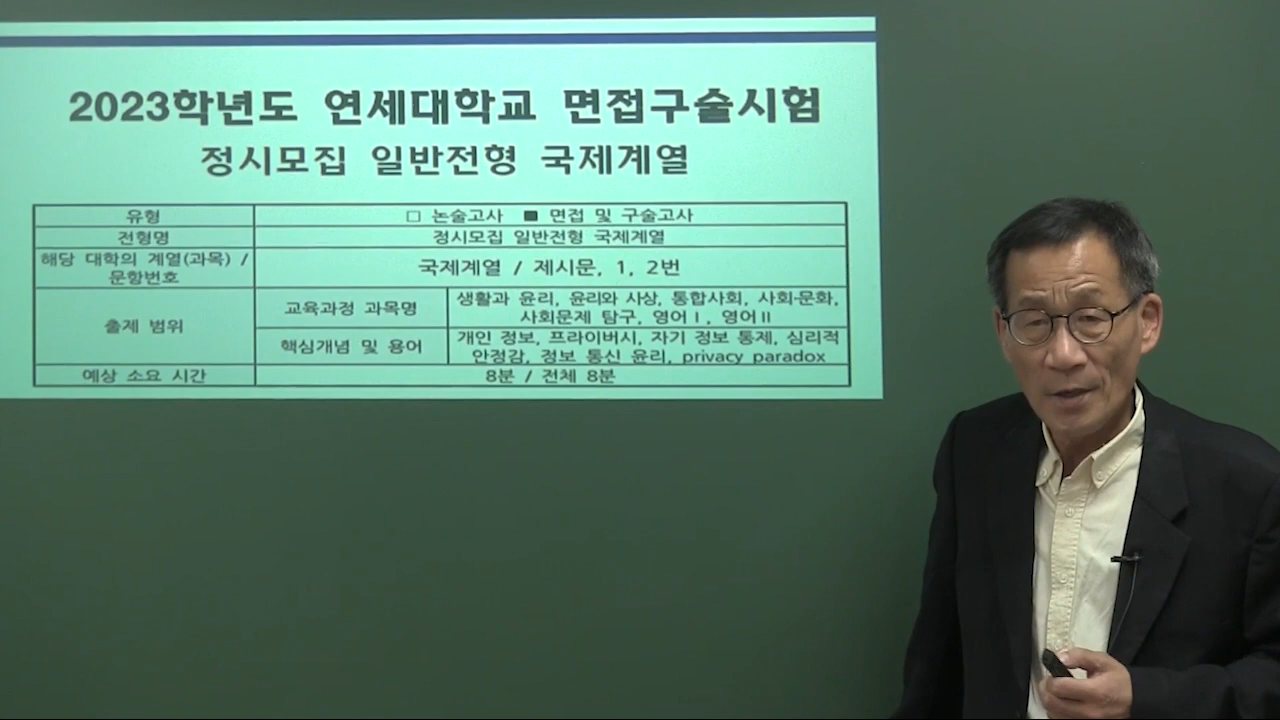 2023학년도 연세대학교 면접구술시험
정시모집 일반전형 국제계열
유형 □ 논술고사 ■ 면접 및 구술고사
전형명 정시모집 일반전형 국제계열
해당 대학의 계열(과목) /
문항번호
국제계열 / 제시문, 1, 2번
출제 범위
교육과정 과목명
생활과 윤리, 윤리와 사상, 통합사회, 사회·문화,
사회문제 탐구, 영어Ⅰ, 영어Ⅱ
핵심개념 및 용어
개인 정보, 프라이버시, 자기 정보 통제, 심리적
안정감, 정보 통신 윤리, privacy paradox
예상 소요 시간 8분 / 전체 8분